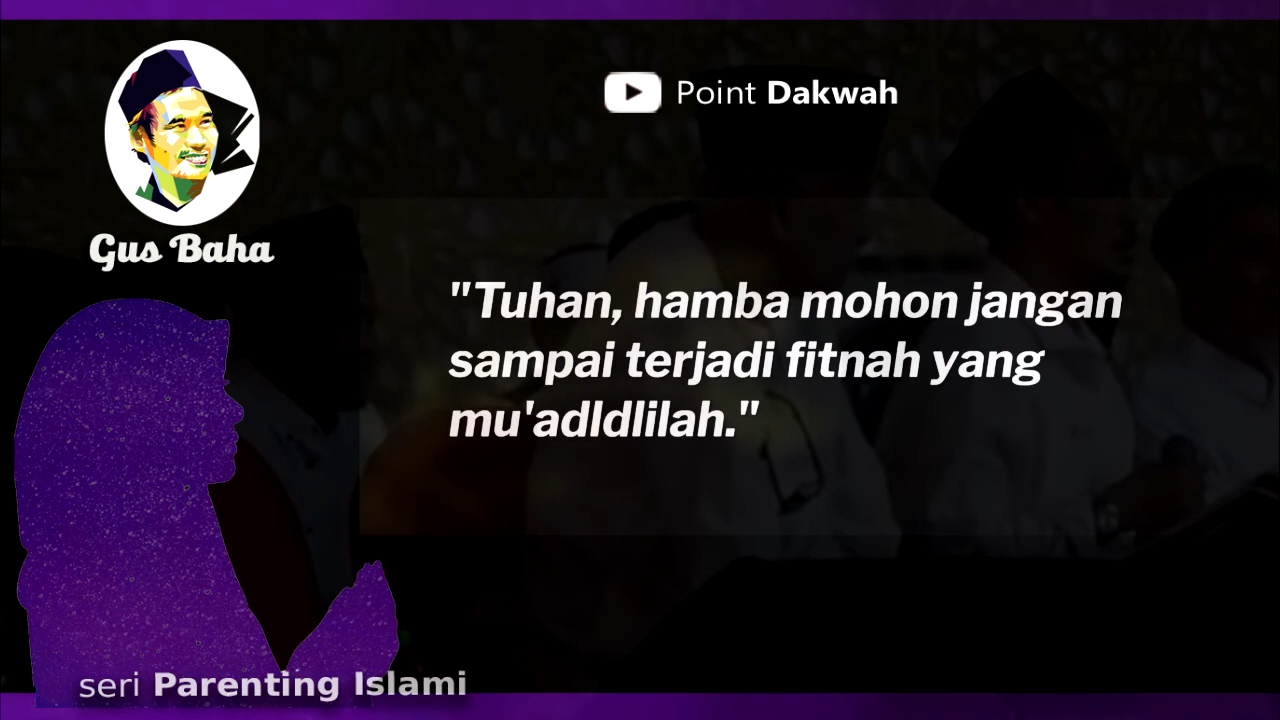 Point Dakwah
Gus Baha
"Tuhan, hamba mohon jangan
sampai terjadi fitnah yang
mu'adldlilah."
seri Parenting Islami